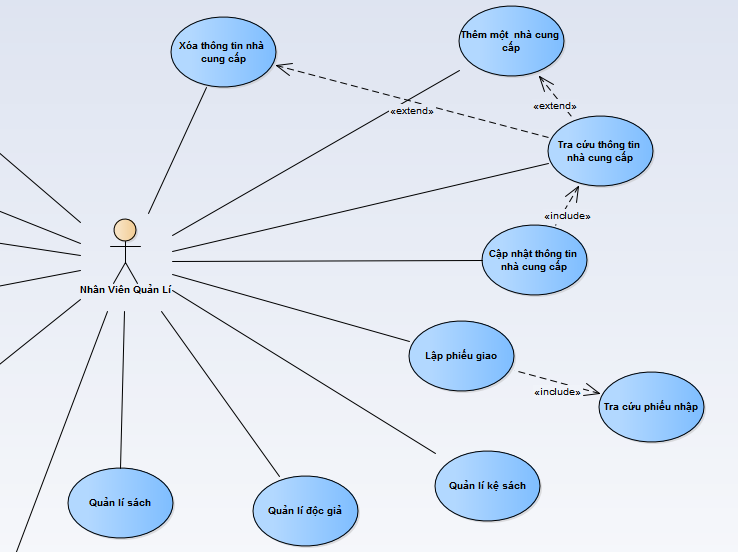 Xóa thông tin nhà
cung cấp
Thêm một nhà cung
cấp
«extend»
«extend»
Tra cứu thông tin
nhà cung cấp
«include»
Cập nhật thông tin
nhà cung cấp
Nhân Viên Quản Lí
Lập phiếu giao
«include»
Tra cứu phiếu nhập
Quản lí sách
Quản lí độc giả
Quản lí kệ sách